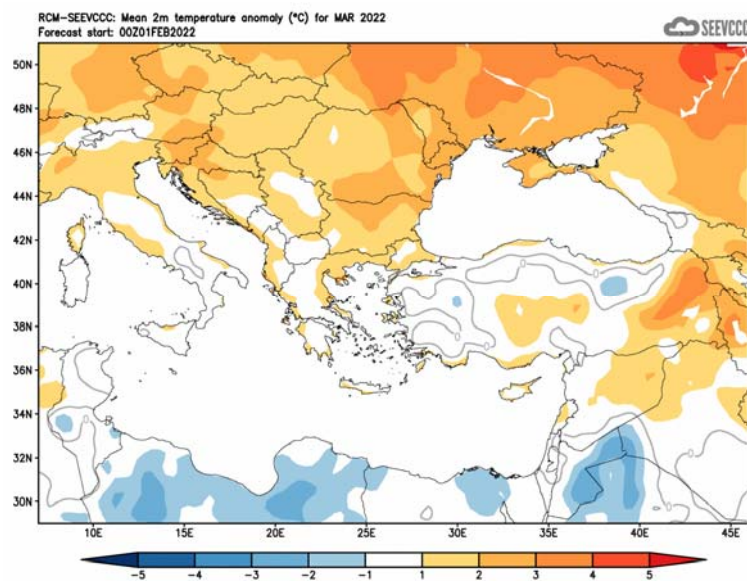 RCM-SEEVCCC: Mean 2m temperature anomaly (°C) for MAR 2022
Forecast start: 00Z01FEB2022
SEEVCCC
50N
48N
46N
44N
42N
40N
38N
36N
34N
32N
30N
10E 15E 20E 25E 30E 35E 40E 45E
-5 -4 -3 -2 -1 1 2 3 4 5